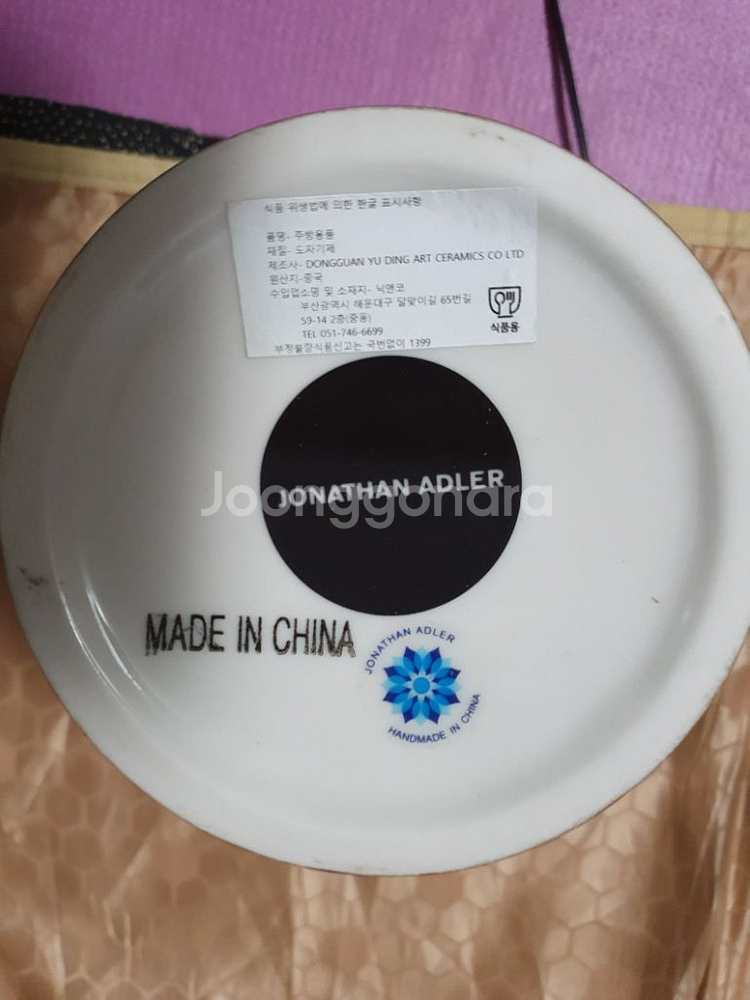 식품 위생법에 의한 한글 표시사항
품명- 주방용품
재질- 도자기제
제조사- DONGGUAN YU DING ART CERAMICS CO LTD
원산지-중국
수입업소명 및 소재지- 닉앤코
부산광역시 해운대구 달맞이길 65번길
59-14 2층(중동)
TEL 051-746-6699
부정불량식품신고는 국번없이 1399
식품용
JONATHAN ADLER
Joonggonara
MADE IN CHINA
JONATHAN ADLER
HANDMADE IN CHINA